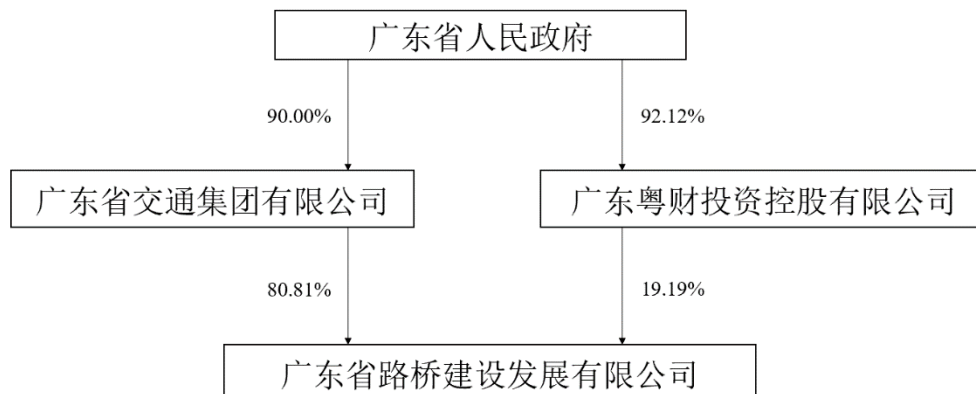 广东省人民政府
90.00%
92.12%
广东省交通集团有限公司
广东粤财投资控股有限公司
80.81%
19.19%
广东省路桥建设发展有限公司